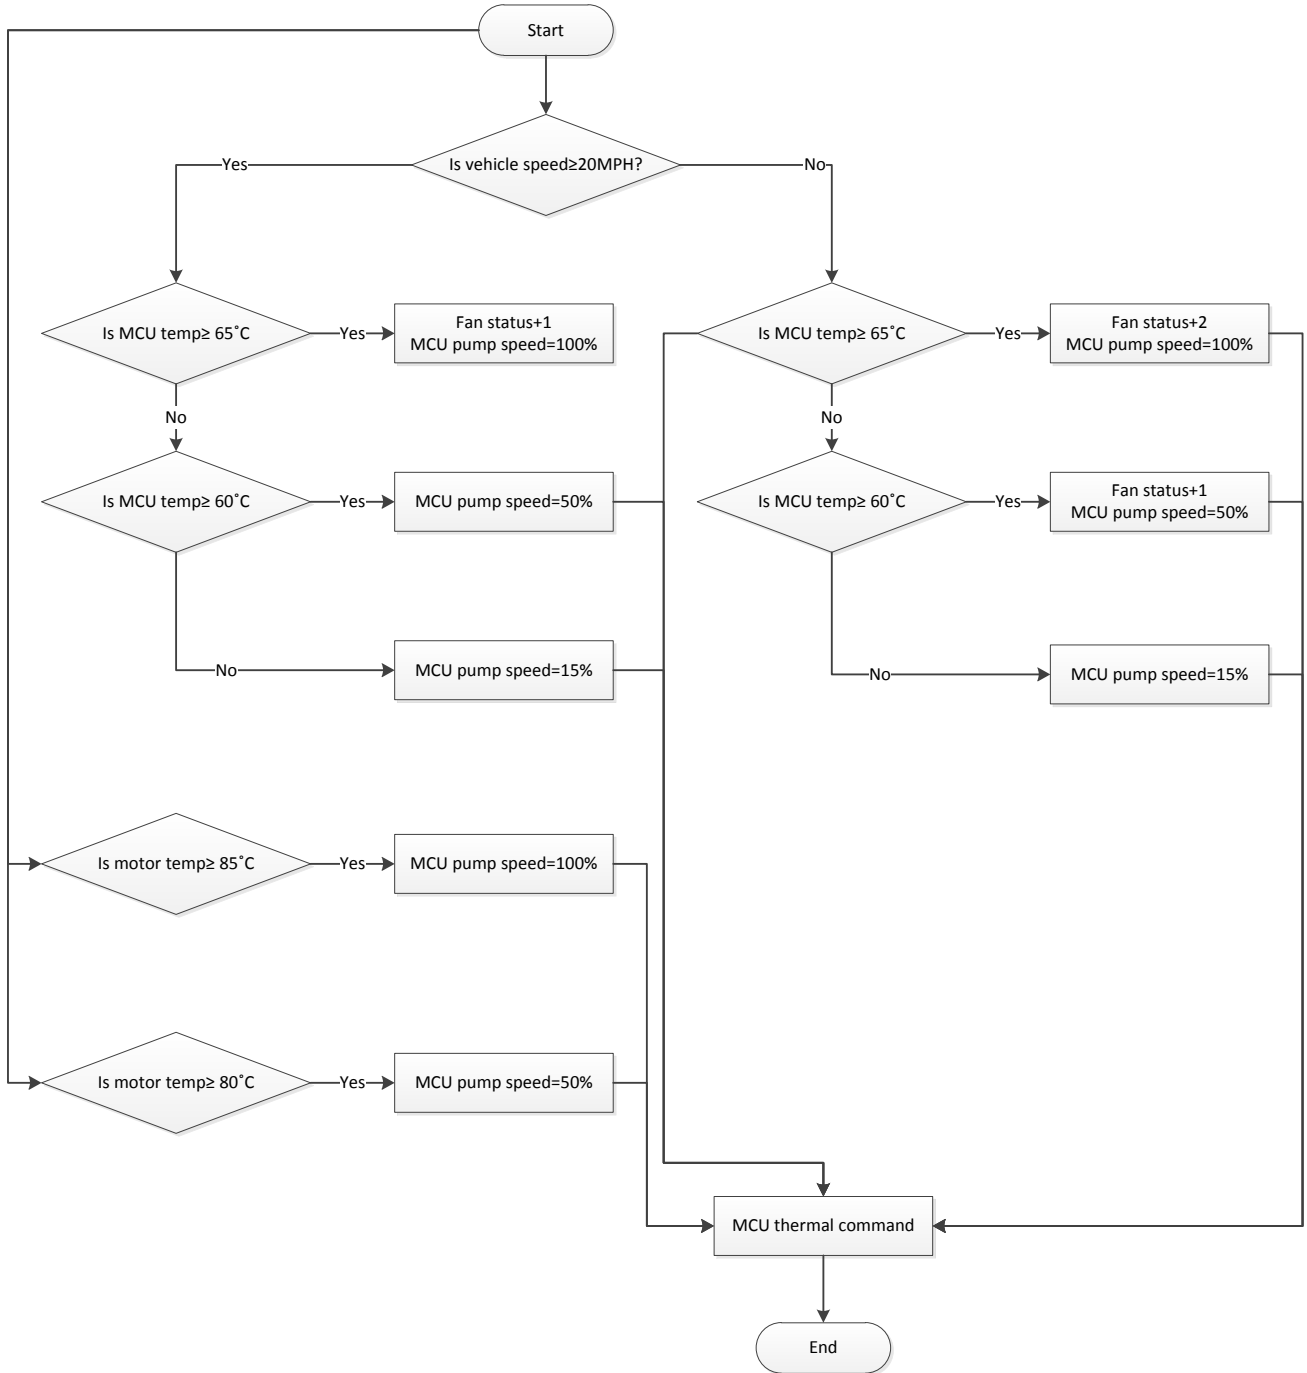 Start
Is vehicle speed≥20MPH?
Yes
No
Is MCU temp≥ 65˚C
Yes
Fan status+1
MCU pump speed=100%
Is MCU temp≥ 65˚C
Yes
Fan status+2
MCU pump speed=100%
No
No
Is MCU temp≥ 60˚C
Yes
MCU pump speed=50%
Is MCU temp≥ 60˚C
Yes
Fan status+1
MCU pump speed=50%
No
MCU pump speed=15%
No
MCU pump speed=15%
Is motor temp≥ 85˚C
Yes
MCU pump speed=100%
Is motor temp≥ 80˚C
Yes
MCU pump speed=50%
MCU thermal command
End